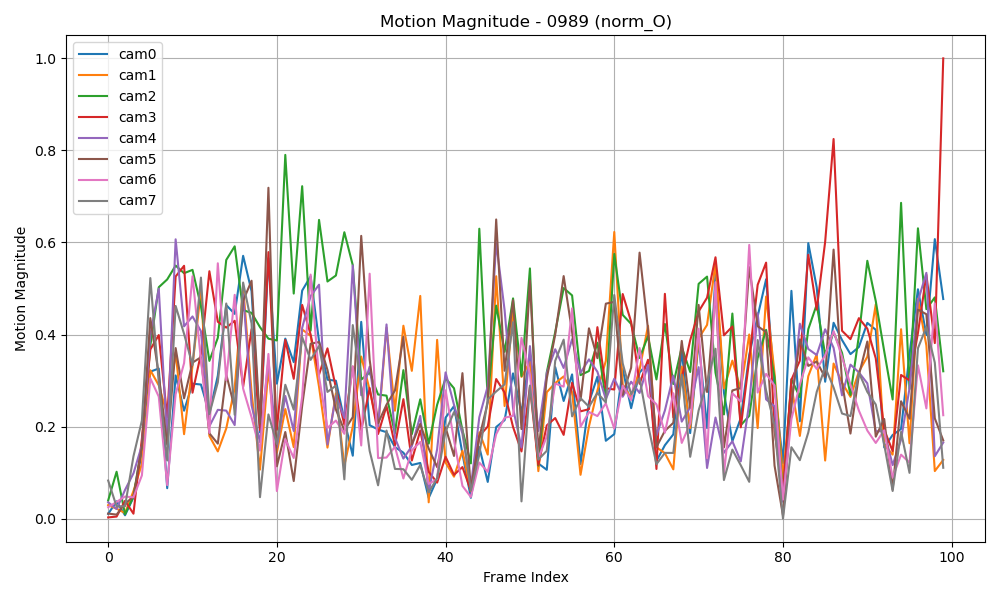 Motion Magnitude - 0989 (norm_O)
cam0
cam1
cam2
cam3
cam4
cam5
cam6
cam7
Motion Magnitude
1.0
0.8
0.6
0.4
0.2
0.0
0 20 40 60 80 100
Frame Index